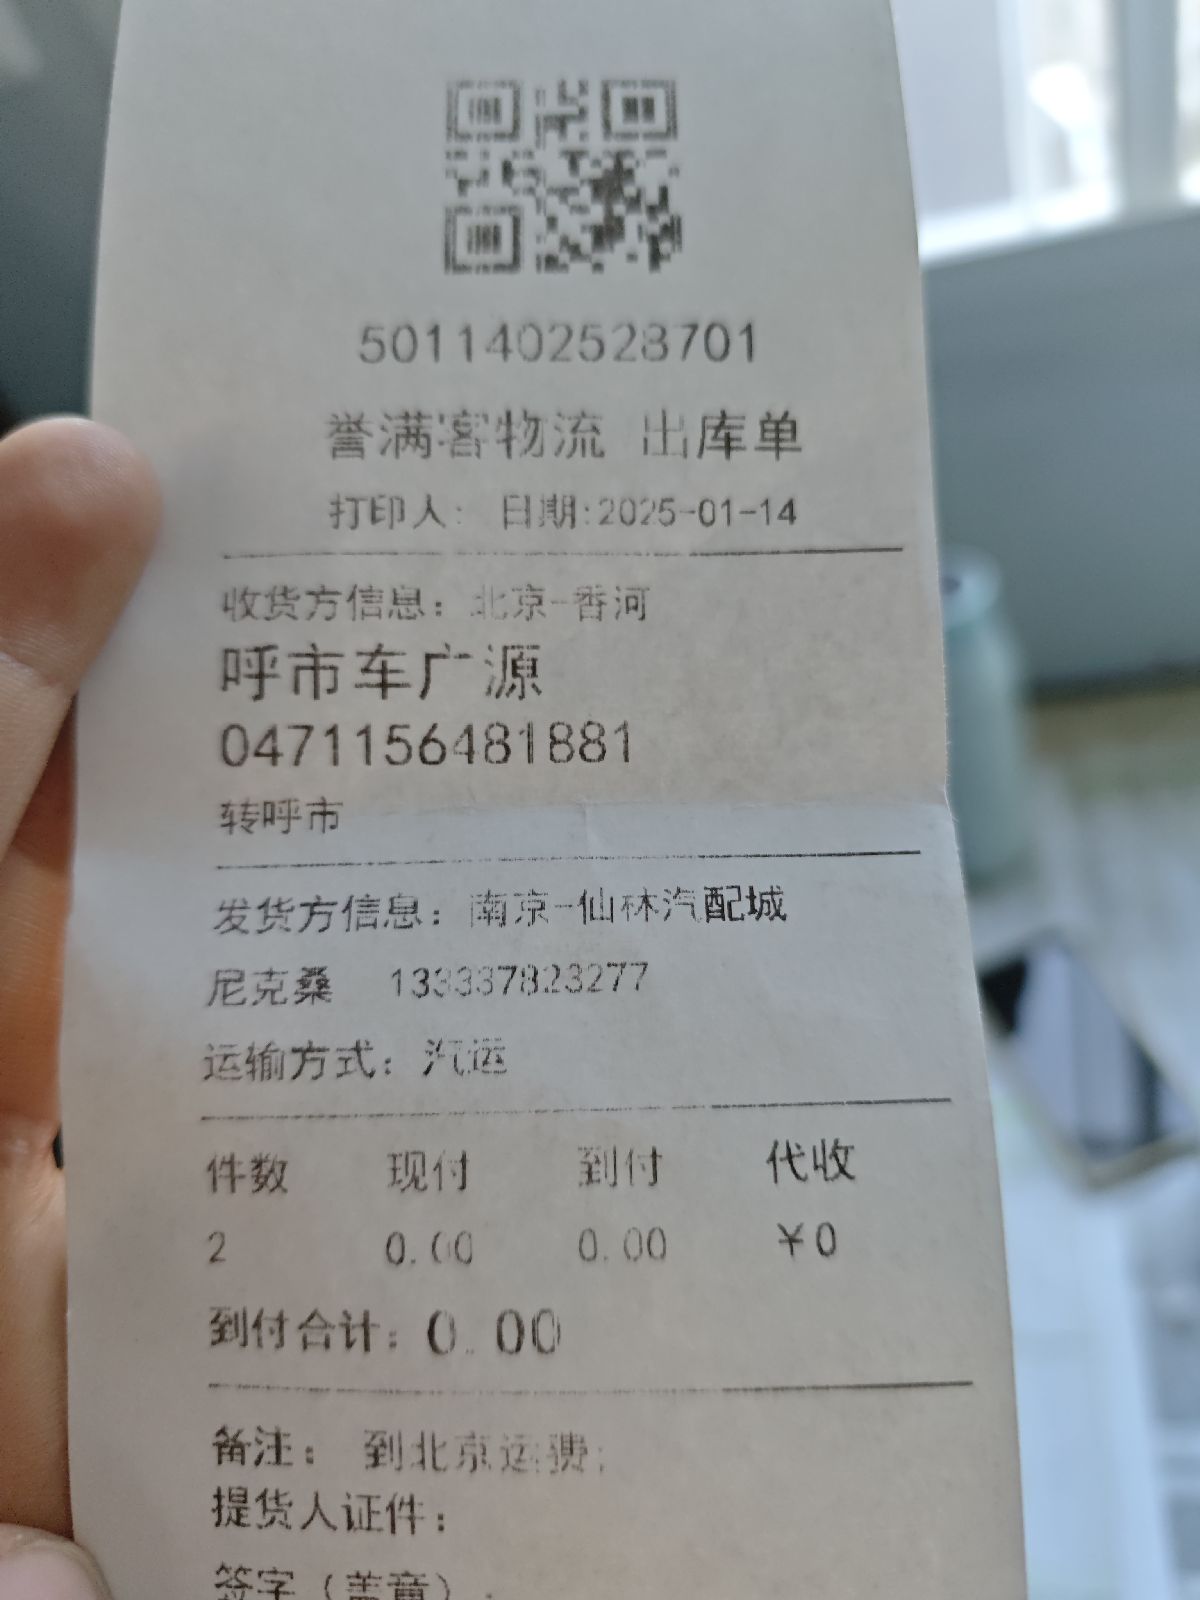 5011402528701
誉满客物流 出库单
打印人: 日期:2025-01-14
收货方信息：北京-香河
呼市车广源
0471156481881
转呼市
发货方信息：南京-仙林汽配城
尼克桑 133337823277
运输方式：汽运
件数 现付 到付 代收
2 0.00 0.00 ￥0
到付合计：0.00
备注： 到北京运费;
提货人证件：
签字（盖章）：